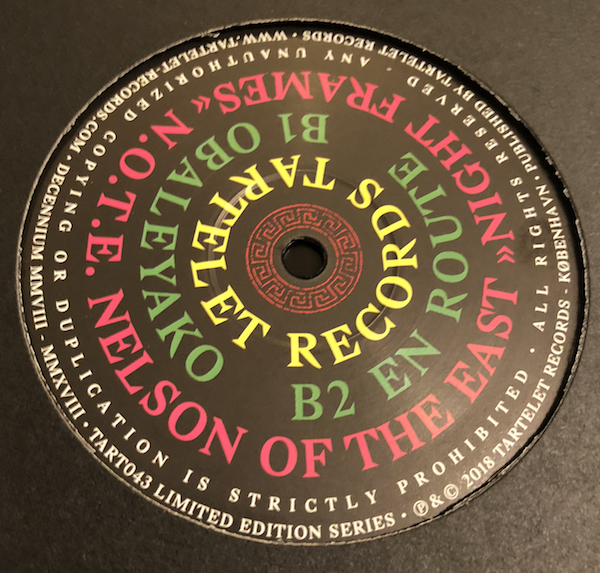 TARTELET RECORDS
B1 OBALEYAKO
B2 EN ROUTE
N.O.T.E. NELSON OF THE EAST »NIGHT FRAMES«
ALL RIGHTS RESERVED . ANY UNAUTHORIZED COPYING OR DUPLICATION IS STRICTLY PROHIBITED •
℗&© 2018 TARTELET RECORDS - KØBENHAVN • PUBLISHED BY TARTELET RECORDS • WWW.TARTELET-RECORDS.COM • DECENNIUM MMVIII - MMXVIII • TART043 LIMITED EDITION SERIES •